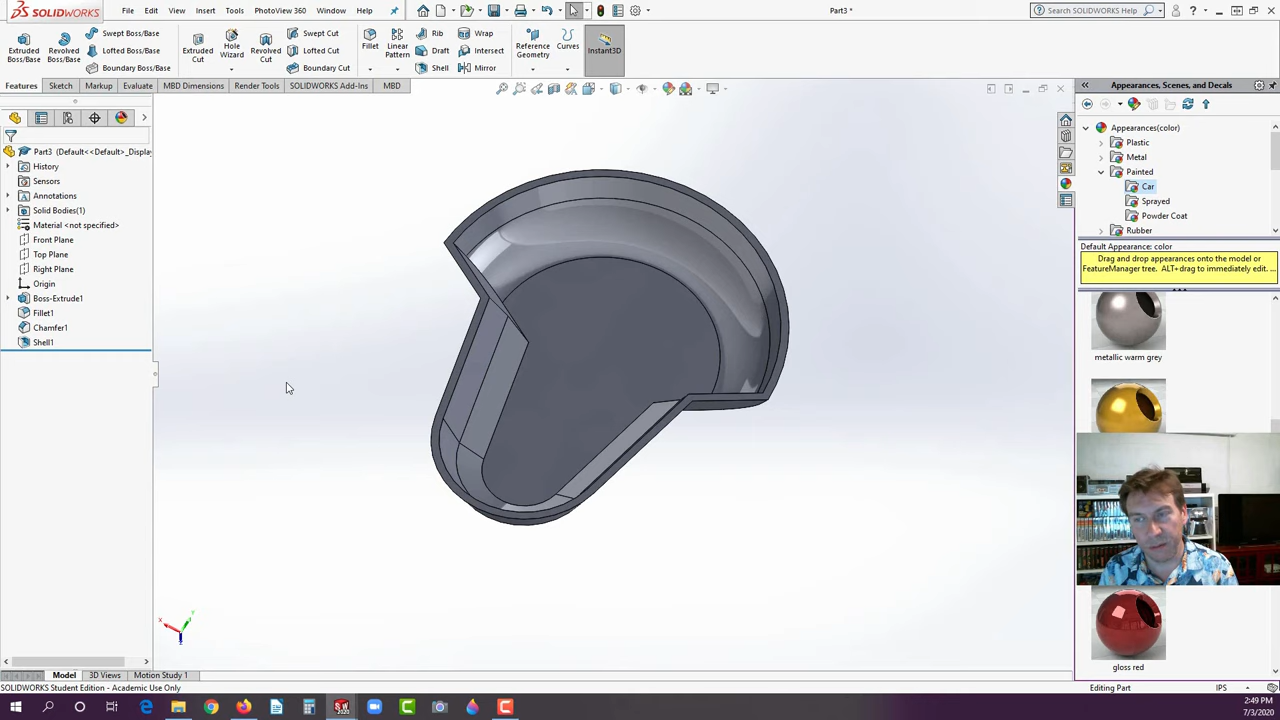 SOLIDWORKS File Edit View Insert Tools PhotoView 360 Window Help Part3 * Search SOLIDWORKS Help
Extruded Boss/Base
Revolved Boss/Base
Swept Boss/Base
Lofted Boss/Base
Boundary Boss/Base
Extruded Cut
Hole Wizard
Revolved Cut
Swept Cut
Lofted Cut
Boundary Cut
Fillet
Linear Pattern
Rib
Draft
Shell
Wrap
Intersect
Mirror
Reference Geometry
Curves
Instant3D
Features Sketch Markup Evaluate MBD Dimensions Render Tools SOLIDWORKS Add-Ins MBD
Appearances, Scenes, and Decals
Part3 (Default<<Default>_Display
History
Sensors
Annotations
Solid Bodies(1)
Material <not specified>
Front Plane
Top Plane
Right Plane
Origin
Boss-Extrude1
Fillet1
Chamfer1
Shell1
Appearances(color)
Plastic
Metal
Painted
Car
Sprayed
Powder Coat
Rubber
Default Appearance: color
Drag and drop appearances onto the model or
FeatureManager tree. ALT+drag to immediately edit. ...
metallic warm grey
gloss red
X
Y
Model 3D Views Motion Study 1
SOLIDWORKS Student Edition - Academic Use Only Editing Part IPS
2:49 PM
7/3/2020